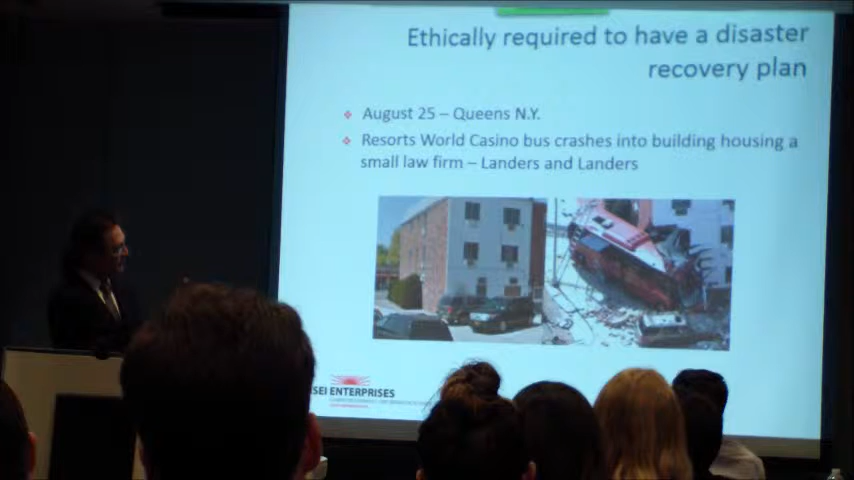 Ethically required to have a disaster
recovery plan
August 25 – Queens N.Y.
Resorts World Casino bus crashes into building housing a
small law firm – Landers and Landers
ENTERPRISES